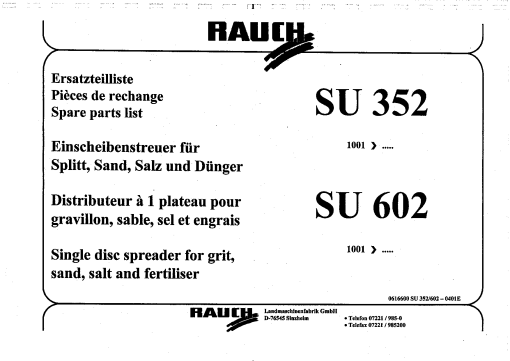 RAUCH
Ersatzteilliste
Pièces de rechange
Spare parts list
SU 352
1001 ❯ .....
Einscheibenstreuer für
Splitt, Sand, Salz und Dünger
Distributeur à 1 plateau pour
gravillon, sable, sel et engrais
SU 602
1001 ❯ .....
Single disc spreader for grit,
sand, salt and fertiliser
0616600 SU 352/602 – 0401E
RAUCH
Landmaschinenfabrik GmbH
D-76545 Sinzheim
• Telefon 07221 / 985-0
• Telefax 07221 / 985200